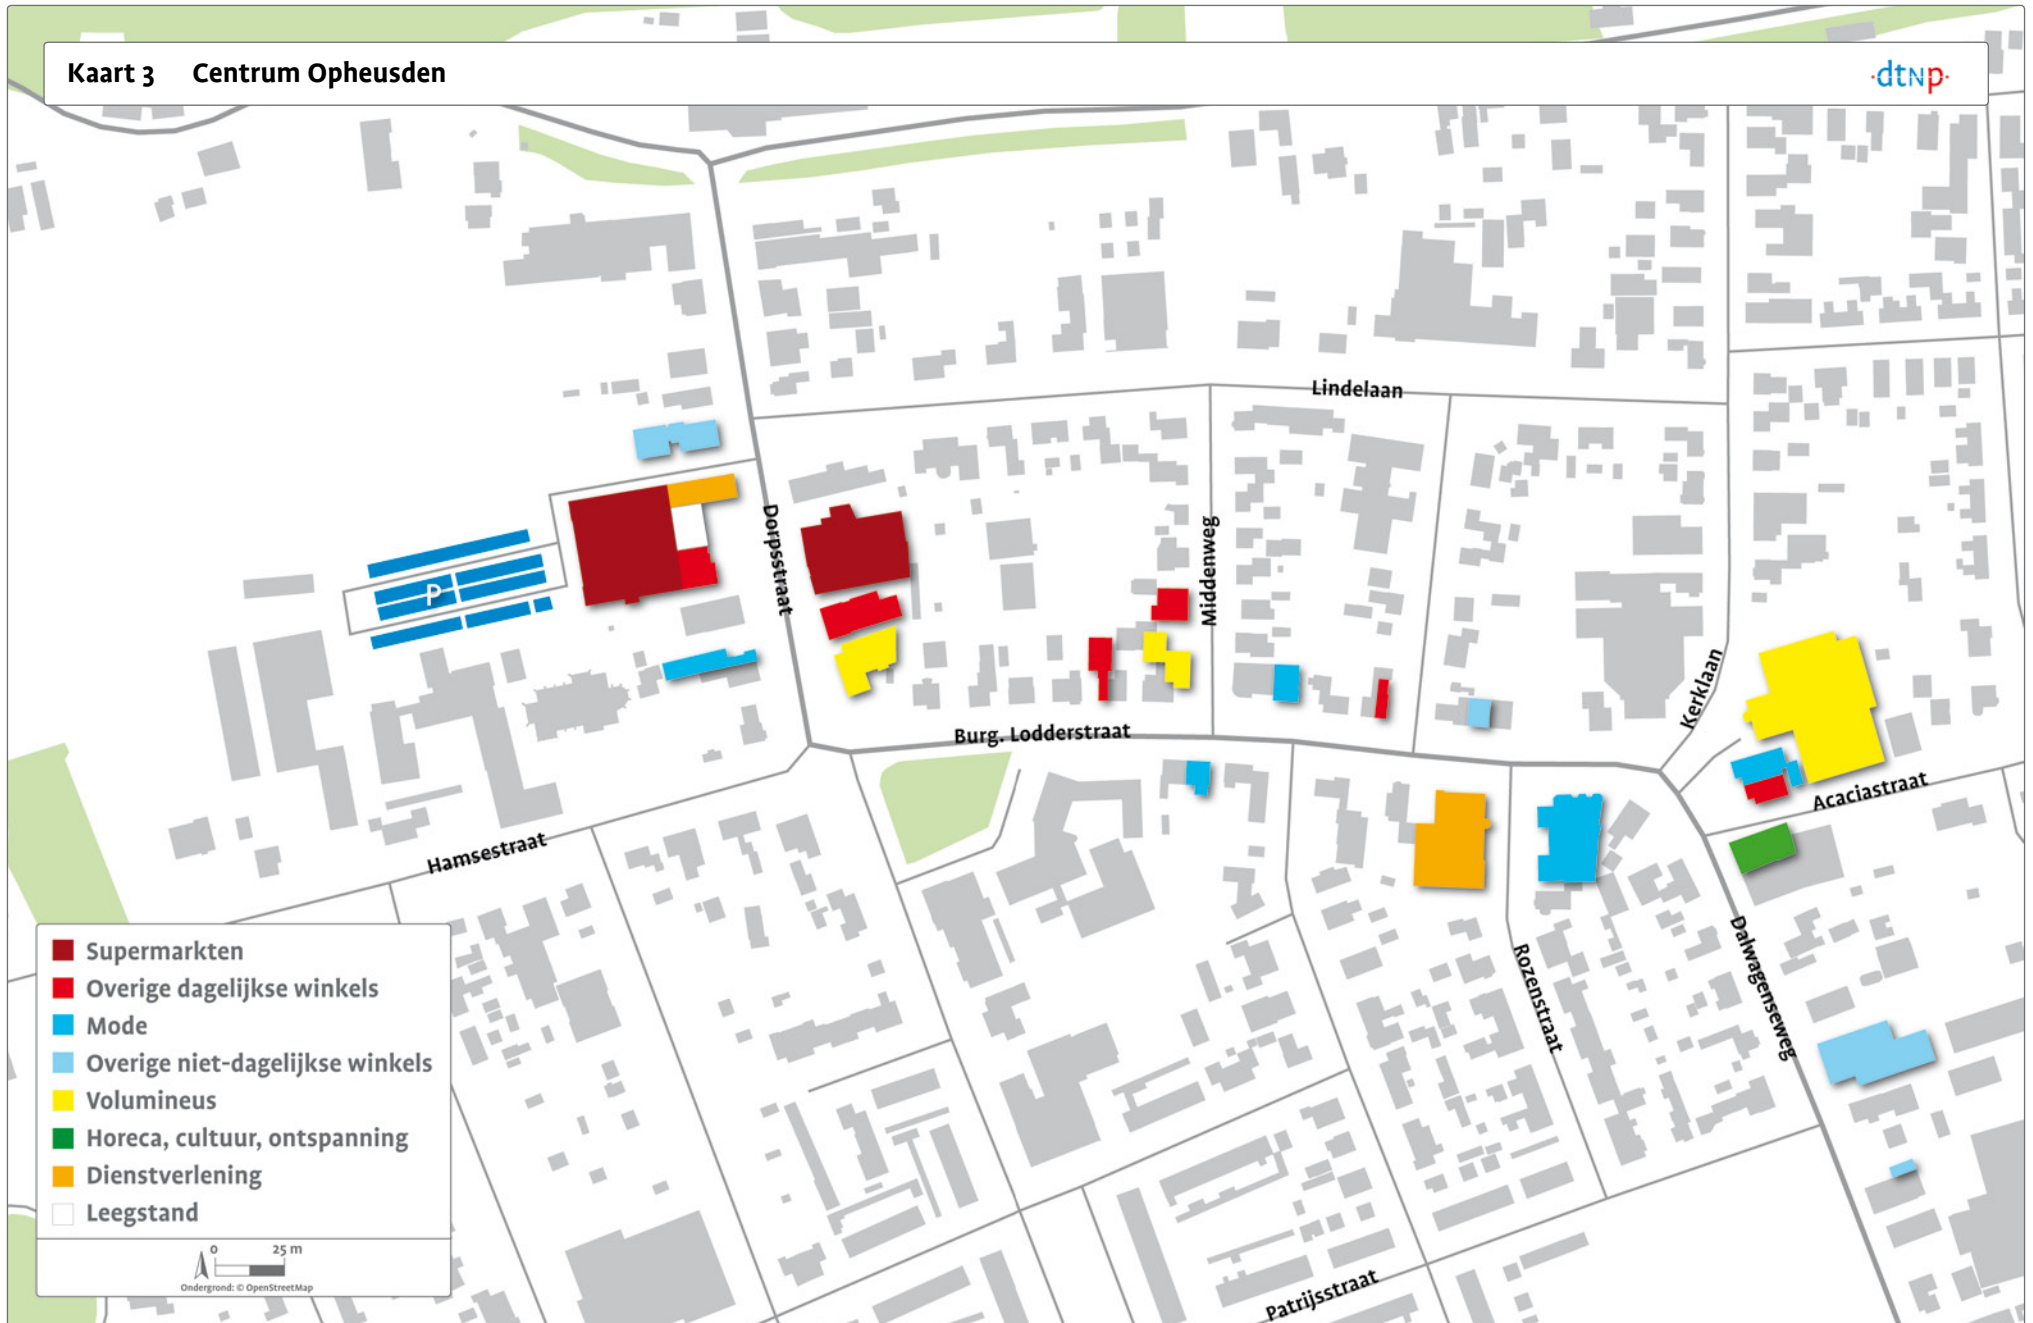 Kaart 3 Centrum Opheusden
·dtNp·
Lindelaan
Dorpsstraat
Middenweg
P
Kerklaan
Burg. Lodderstraat
Acaciastraat
Hamsestraat
Rozenstraat
Dalwagenseweg
Patrijsstraat
Supermarkten
Overige dagelijkse winkels
Mode
Overige niet-dagelijkse winkels
Volumineus
Horeca, cultuur, ontspanning
Dienstverlening
Leegstand
0 25 m
Ondergrond: © OpenStreetMap